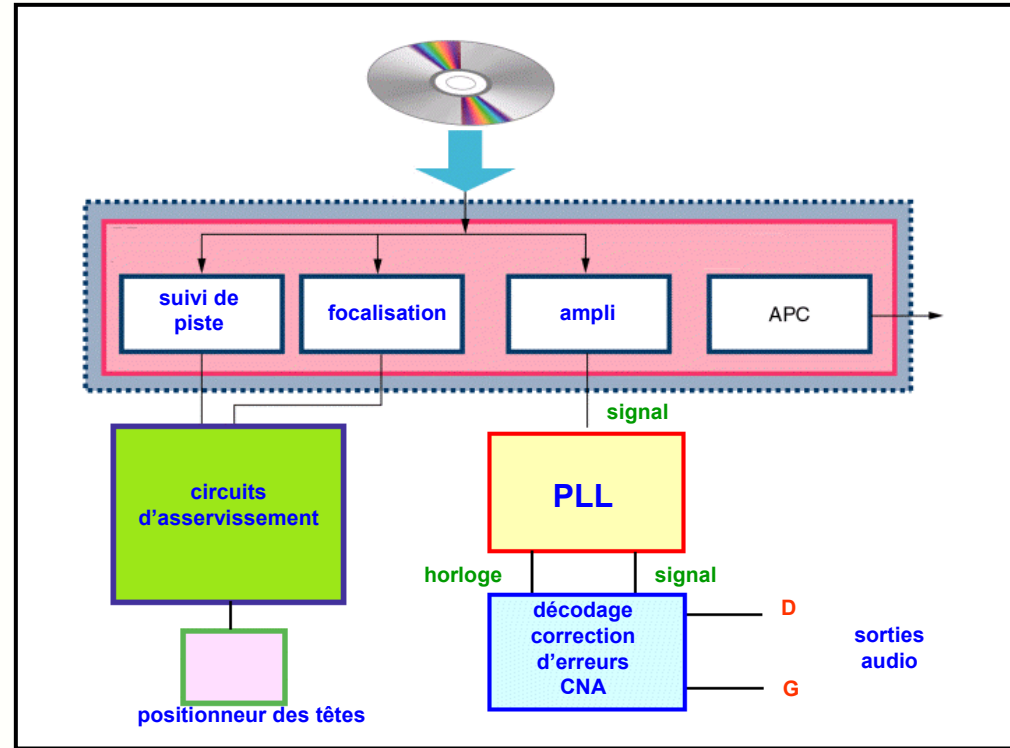 suivi de
piste
focalisation
ampli
APC
signal
circuits
d’asservissement
PLL
horloge
signal
décodage
correction
d’erreurs
CNA
D
G
sorties
audio
positionneur des têtes